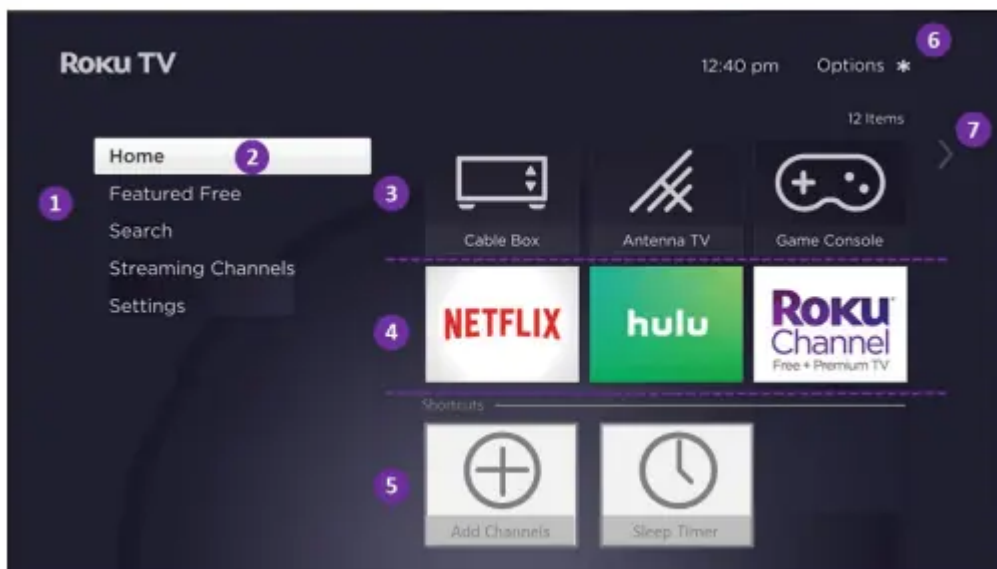 Roku TV
12:40 pm Options *
6
12 Items
7
Home 2
1
Featured Free
Search
Streaming Channels
Settings
3
Cable Box Antenna TV Game Console
4
NETFLIX hulu Roku Channel
Free + Premium TV
Shortcuts
5
Add Channels Sleep Timer